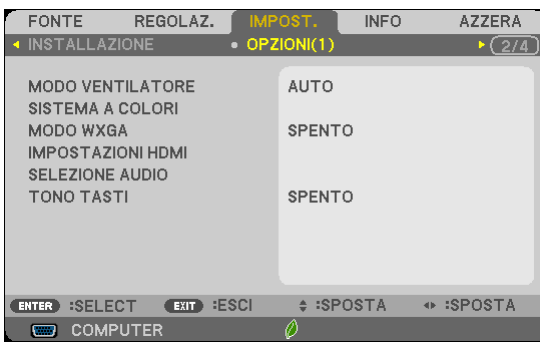 FONTE REGOLAZ. IMPOST. INFO AZZERA
INSTALLAZIONE OPZIONI(1) 2/4
MODO VENTILATORE AUTO
SISTEMA A COLORI
MODO WXGA SPENTO
IMPOSTAZIONI HDMI
SELEZIONE AUDIO
TONO TASTI SPENTO
ENTER :SELECT EXIT :ESCI :SPOSTA :SPOSTA
COMPUTER